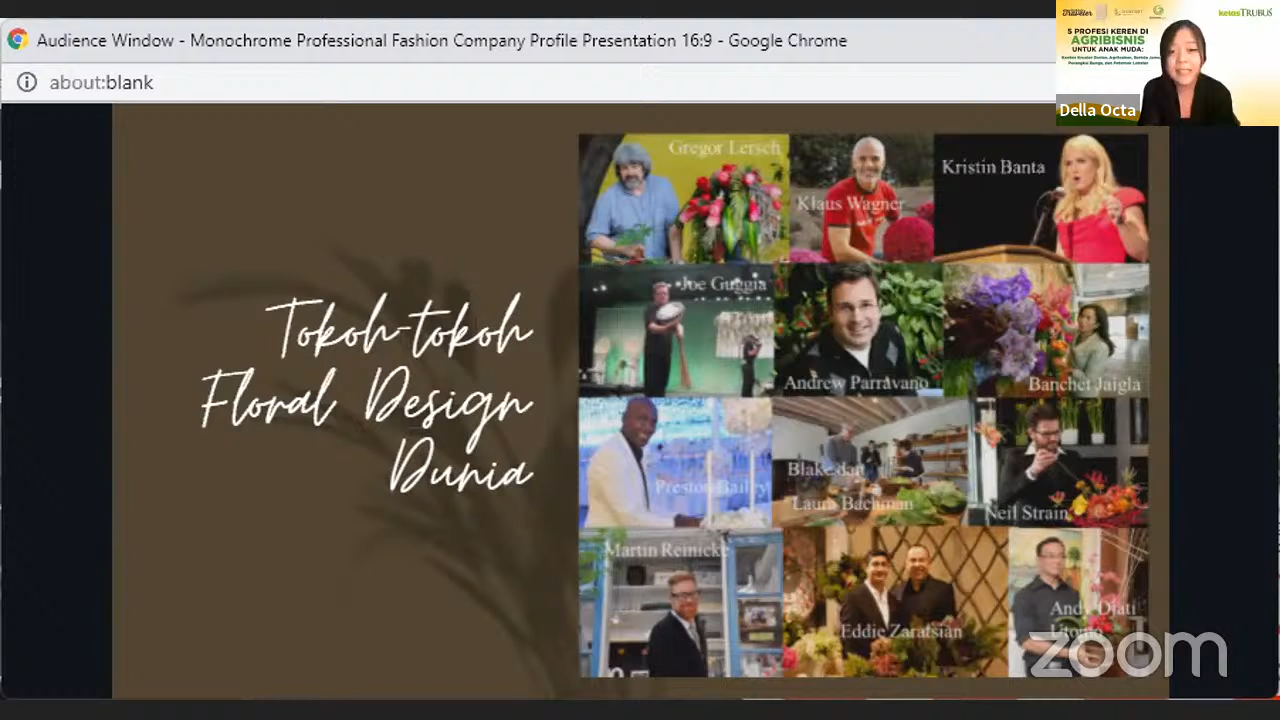 Audience Window - Monochrome Professional Fashion Company Profile Presentation 16:9 - Google Chrome
about:blank
kelasTRUBUS
5 PROFESI KEREN DI
AGRIBISNIS
UNTUK ANAK MUDA:
Della Octa
Tokoh-tokoh
Floral Design
Dunia
Gregor Lersch
Klaus Wagner
Kristin Banta
Joe Guggia
Andrew Parravano
Banchet Jaigla
Preston Bailey
Blake dan
Laura Bachman
Neil Strain
Martin Reinicke
Eddie Zaratsian
Andy Djati
Utomo
zoom